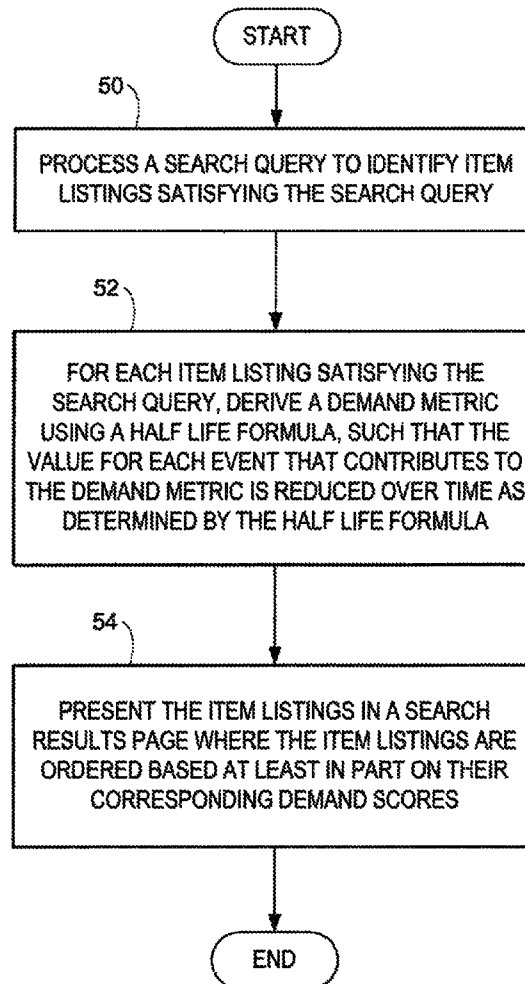 START
50
PROCESS A SEARCH QUERY TO IDENTIFY ITEM
LISTINGS SATISFYING THE SEARCH QUERY
52
FOR EACH ITEM LISTING SATISFYING THE
SEARCH QUERY, DERIVE A DEMAND METRIC
USING A HALF LIFE FORMULA, SUCH THAT THE
VALUE FOR EACH EVENT THAT CONTRIBUTES TO
THE DEMAND METRIC IS REDUCED OVER TIME AS
DETERMINED BY THE HALF LIFE FORMULA
54
PRESENT THE ITEM LISTINGS IN A SEARCH
RESULTS PAGE WHERE THE ITEM LISTINGS ARE
ORDERED BASED AT LEAST IN PART ON THEIR
CORRESPONDING DEMAND SCORES
END